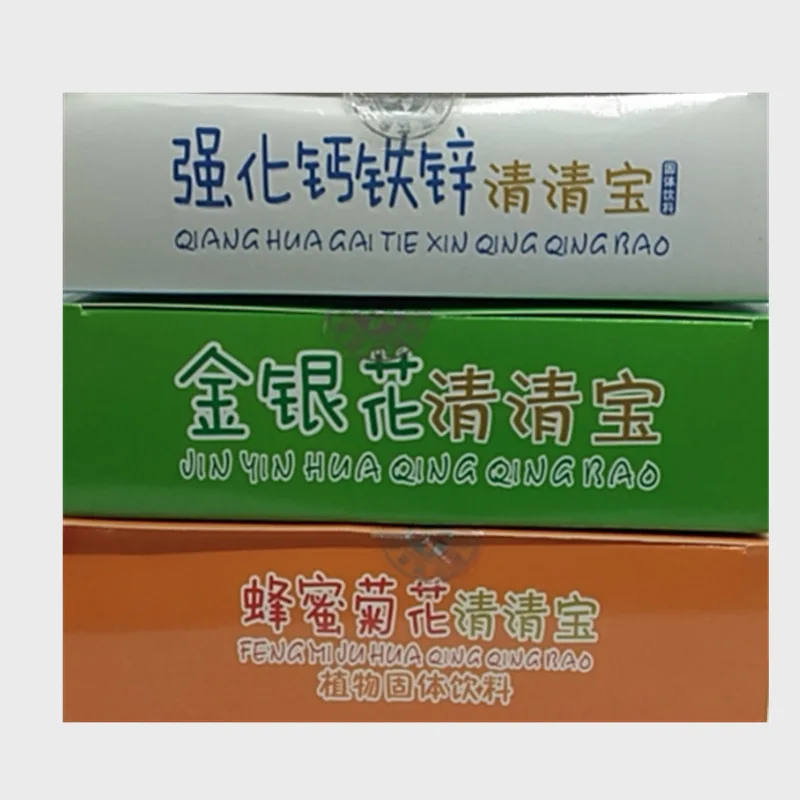 强化钙铁锌清清宝 固体饮料
QIANG HUA GAI TIE XIN QING QING BAO
金银花清清宝
JIN YIN HUA QING QING BAO
蜂蜜菊花清清宝
FENG MI JU HUA QING QING BAO
植物固体饮料